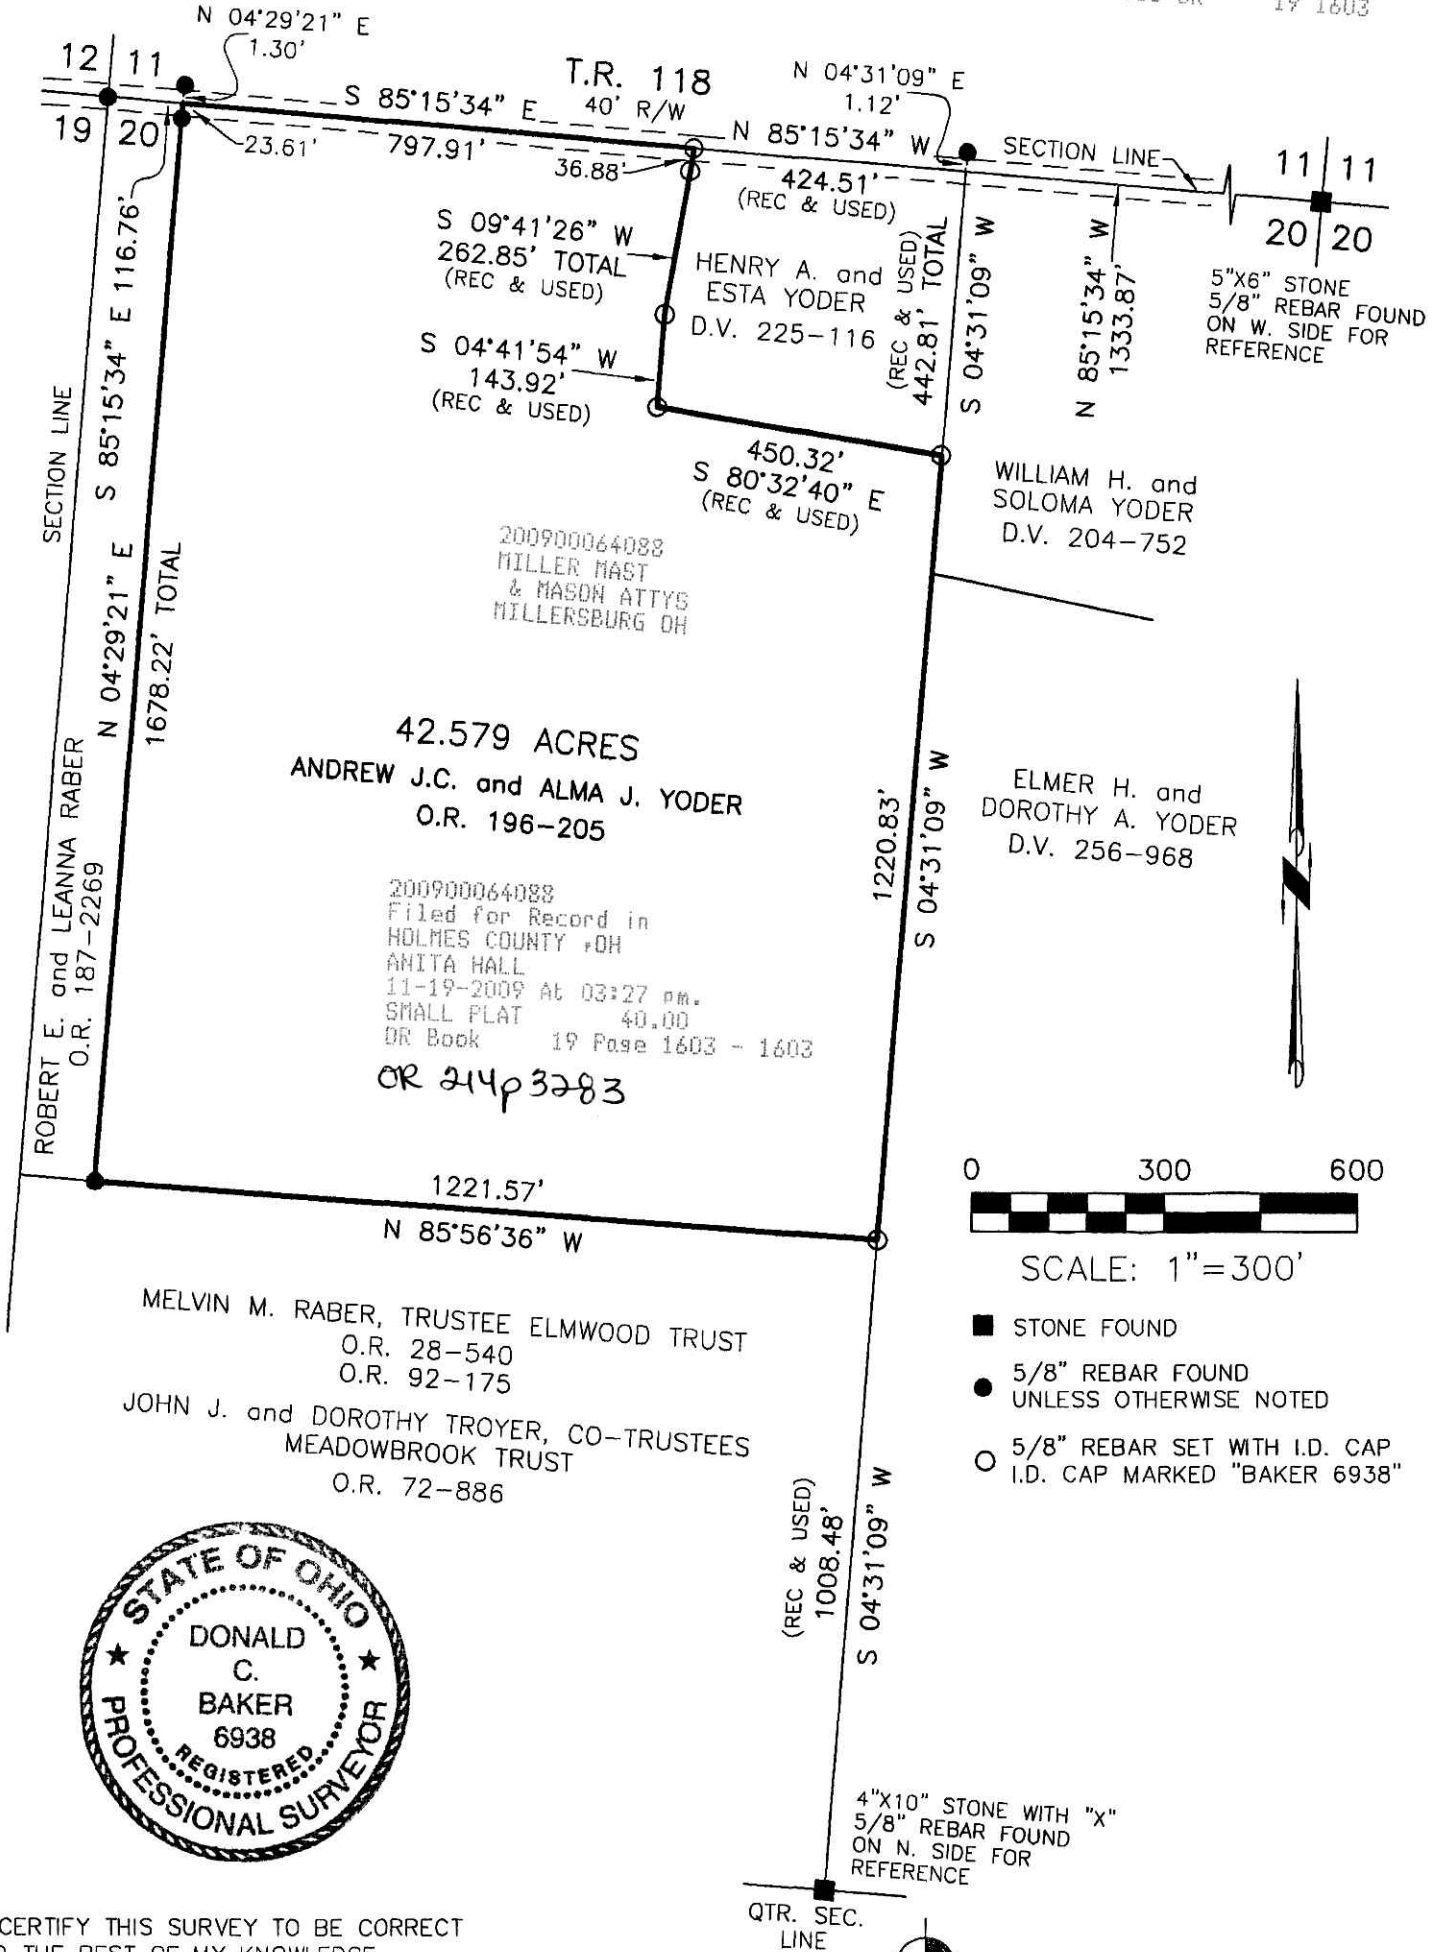 19 1603
N 04°29'21" E
1.30'
12 11
19 20
T.R. 118
40' R/W
S 85°15'34" E
797.91'
23.61'
36.88'
N 04°31'09" E
1.12'
N 85°15'34" W
424.51'
(REC & USED)
SECTION LINE
11 11
20 20
5"X6" STONE
5/8" REBAR FOUND
ON W. SIDE FOR
REFERENCE
N 85°15'34" W
1333.87'
S 09°41'26" W
262.85' TOTAL
(REC & USED)
HENRY A. and
ESTA YODER
D.V. 225-116
(REC & USED)
442.81' TOTAL
S 04°31'09" W
S 04°41'54" W
143.92'
(REC & USED)
450.32'
S 80°32'40" E
(REC & USED)
WILLIAM H. and
SOLOMA YODER
D.V. 204-752
SECTION LINE
S 85°15'34" E 116.76'
N 04°29'21" E
1678.22' TOTAL
200900064088
MILLER MAST
& MASON ATTYS
MILLERSBURG OH
42.579 ACRES
ANDREW J.C. and ALMA J. YODER
O.R. 196-205
ELMER H. and
DOROTHY A. YODER
D.V. 256-968
1220.83'
S 04°31'09" W
ROBERT E. and LEANNA RABER
O.R. 187-2269
200900064088
Filed for Record in
HOLMES COUNTY ,OH
ANITA HALL
11-19-2009 At 03:27 pm.
SMALL PLAT 40.00
OR Book 19 Page 1603 - 1603
OR 214p3283
1221.57'
N 85°56'36" W
0 300 600
SCALE: 1"=300'
STONE FOUND
5/8" REBAR FOUND
UNLESS OTHERWISE NOTED
5/8" REBAR SET WITH I.D. CAP
I.D. CAP MARKED "BAKER 6938"
MELVIN M. RABER, TRUSTEE ELMWOOD TRUST
O.R. 28-540
O.R. 92-175
JOHN J. and DOROTHY TROYER, CO-TRUSTEES
MEADOWBROOK TRUST
O.R. 72-886
(REC & USED)
1008.48'
S 04°31'09" W
STATE OF OHIO
DONALD
C.
BAKER
6938
REGISTERED
PROFESSIONAL SURVEYOR
4"X10" STONE WITH "X"
5/8" REBAR FOUND
ON N. SIDE FOR
REFERENCE
QTR. SEC.
LINE
CERTIFY THIS SURVEY TO BE CORRECT
THE BEST OF MY KNOWLEDGE